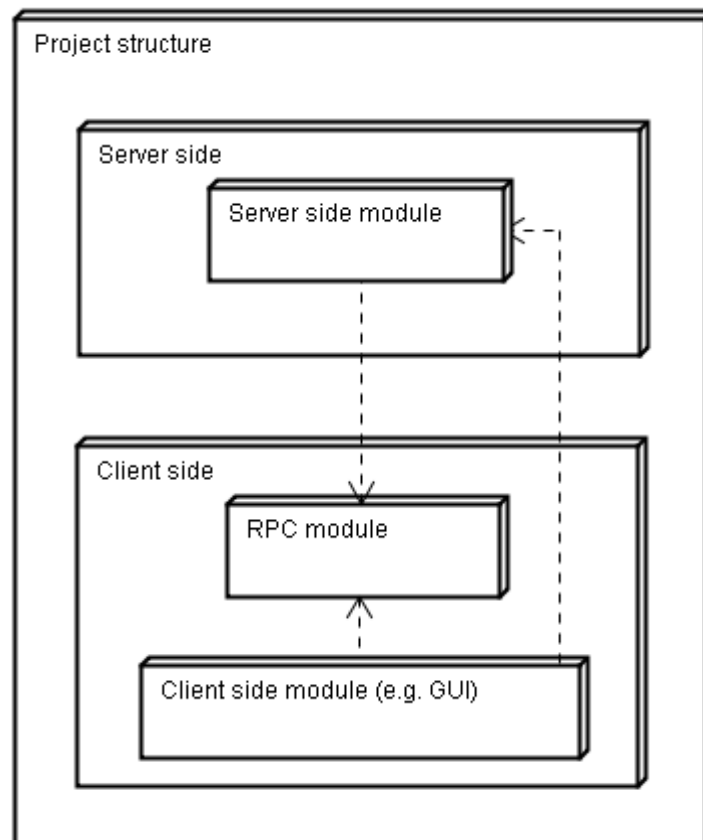 Project structure
Server side
Server side module
Client side
RPC module
Client side module (e.g. GUI)